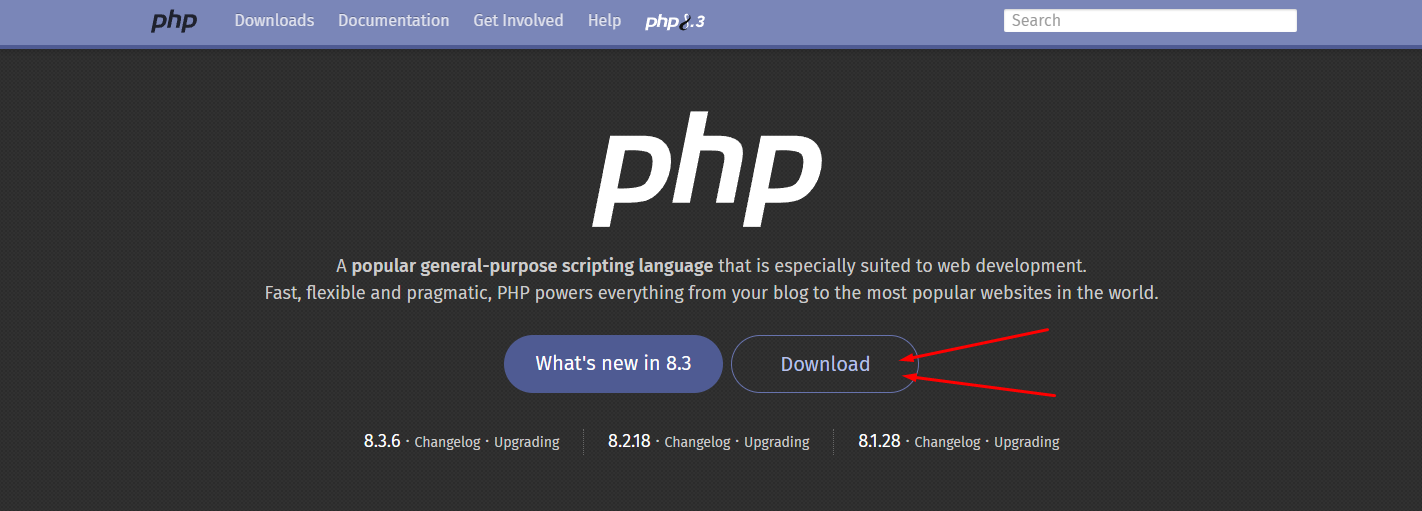 php Downloads Documentation Get Involved Help php8.3 Search
php
A popular general-purpose scripting language that is especially suited to web development.
Fast, flexible and pragmatic, PHP powers everything from your blog to the most popular websites in the world.
What's new in 8.3 Download
8.3.6 · Changelog · Upgrading 8.2.18 · Changelog · Upgrading 8.1.28 · Changelog · Upgrading